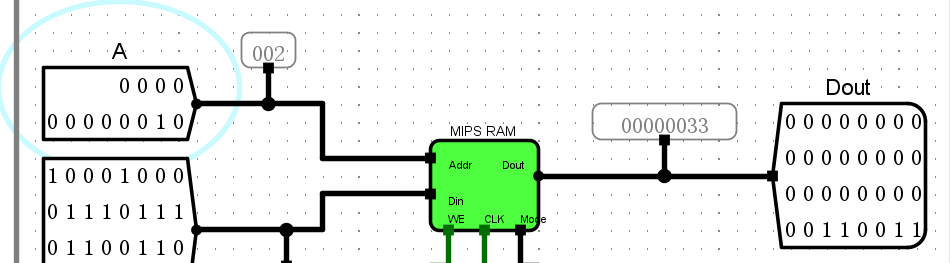 A
002
0 0 0 0
0 0 0 0 0 0 1 0
Dout
00000033
0 0 0 0 0 0 0 0
0 0 0 0 0 0 0 0
0 0 0 0 0 0 0 0
0 0 1 1 0 0 1 1
MIPS RAM
Addr Dout
Din
WE CLK Mode
1 0 0 0 1 0 0 0
0 1 1 1 0 1 1 1
0 1 1 0 0 1 1 0